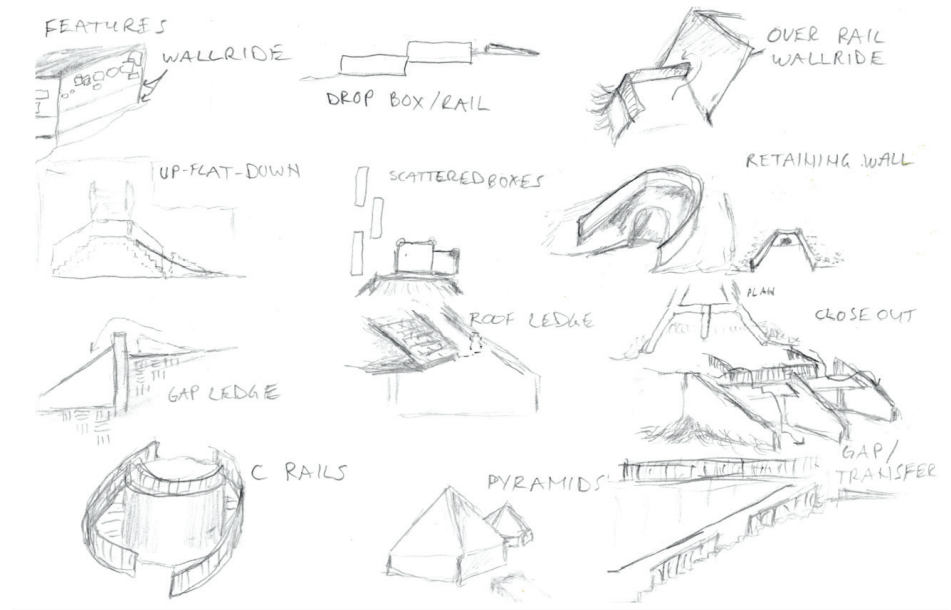 FEATURES
WALLRIDE
DROP BOX/RAIL
OVER RAIL
WALLRIDE
UP-FLAT-DOWN
SCATTERED BOXES
RETAINING WALL
PLAN
ROOF LEDGE
CLOSE OUT
GAP LEDGE
C RAILS
PYRAMIDS
GAP/
TRANSFER